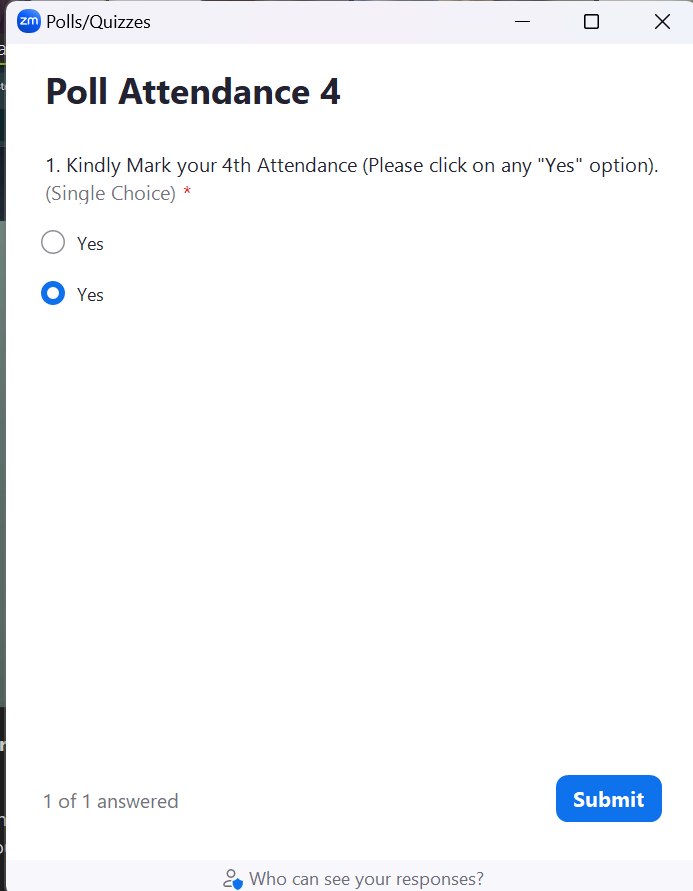 zm Polls/Quizzes
Poll Attendance 4
1. Kindly Mark your 4th Attendance (Please click on any "Yes" option).
(Single Choice) *
Yes
Yes
1 of 1 answered
Submit
Who can see your responses?